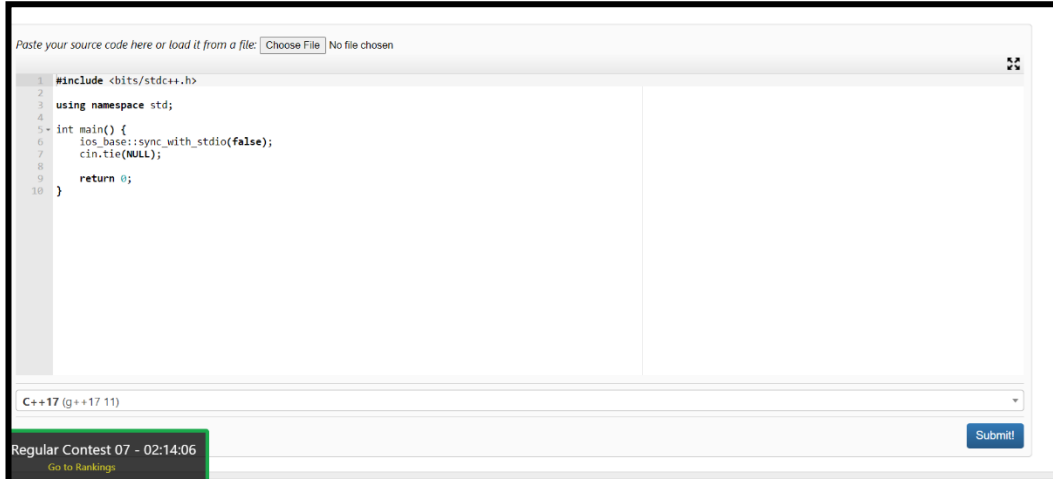 Paste your source code here or load it from a file: Choose File No file chosen
1 #include <bits/stdc++.h>
2
3 using namespace std;
4
5 int main() {
6 ios_base::sync_with_stdio(false);
7 cin.tie(NULL);
8
9 return 0;
10 }
C++17 (g++17 11)
Submit!
Regular Contest 07 - 02:14:06
Go to Rankings